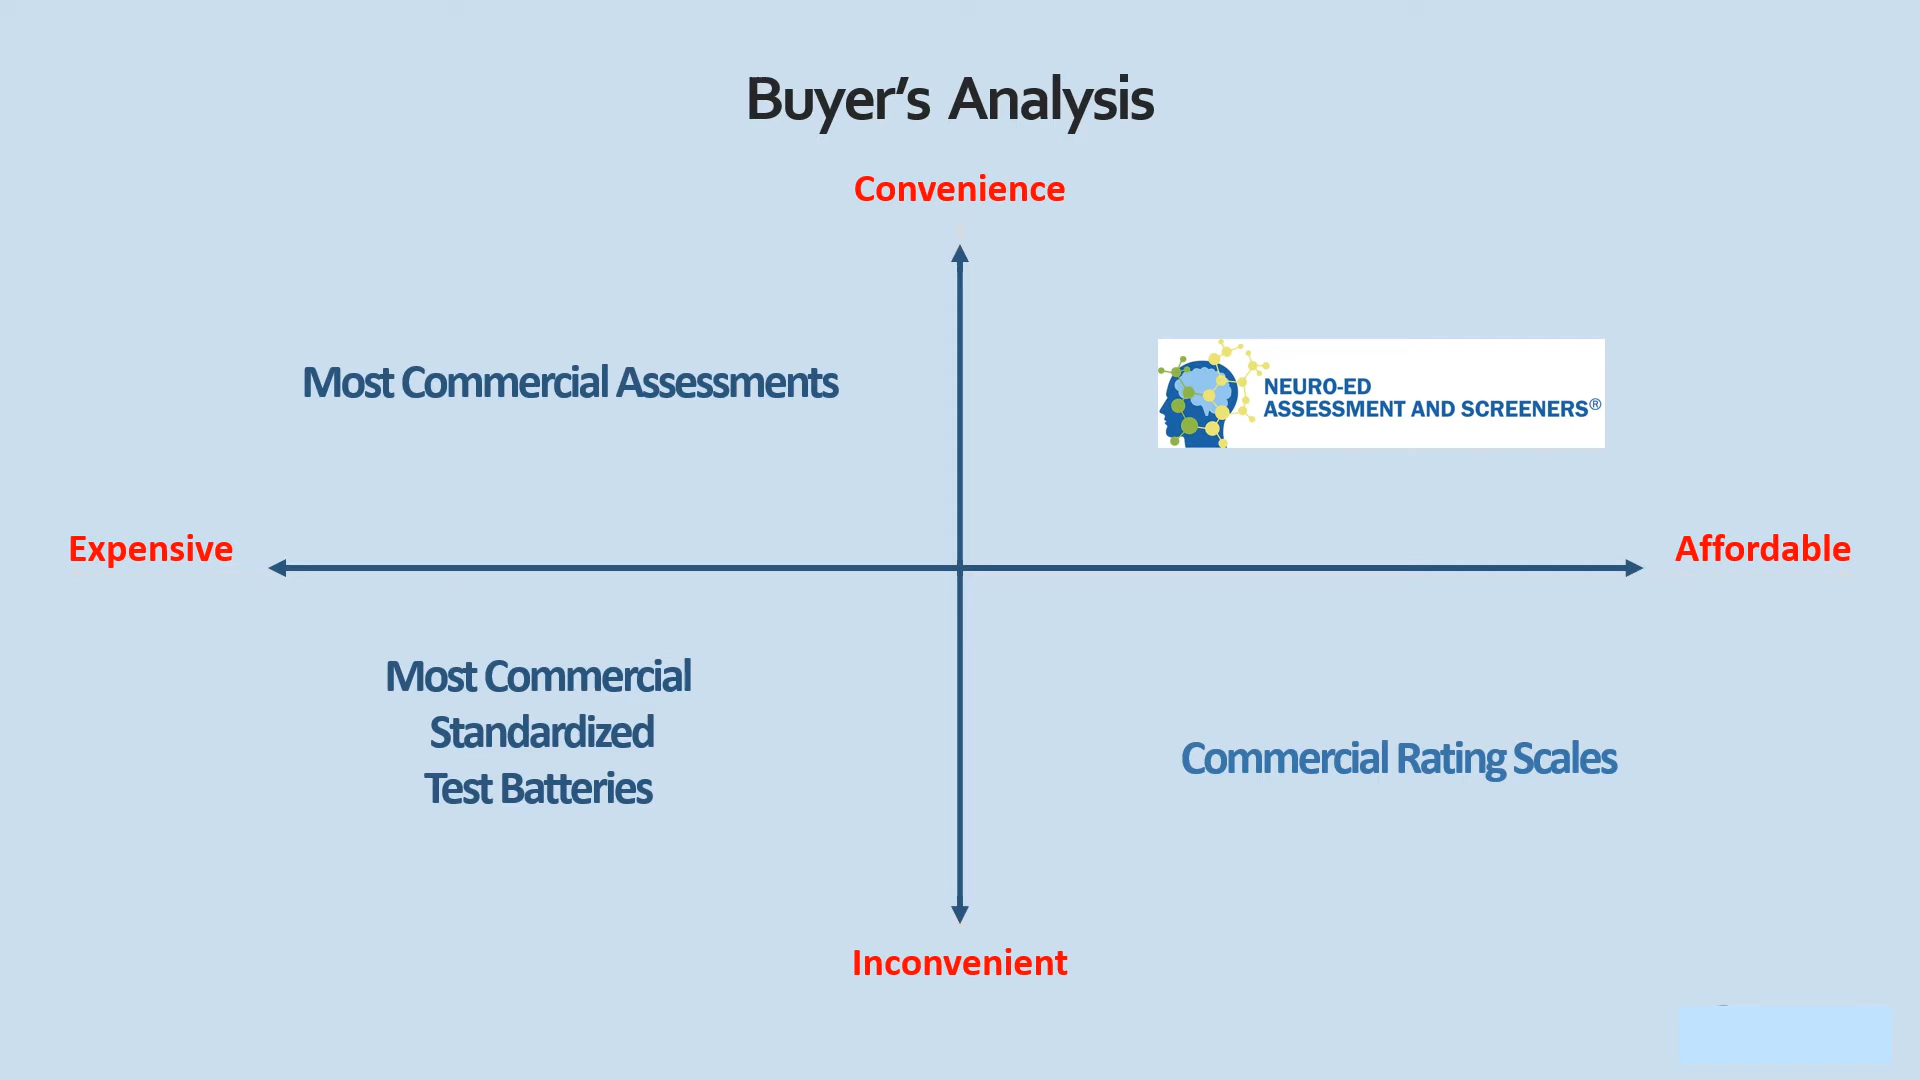 Buyer’s Analysis
Convenience
Most Commercial Assessments
NEURO-ED
ASSESSMENT AND SCREENERS®
Expensive
Affordable
Most Commercial
Standardized
Test Batteries
Commercial Rating Scales
Inconvenient